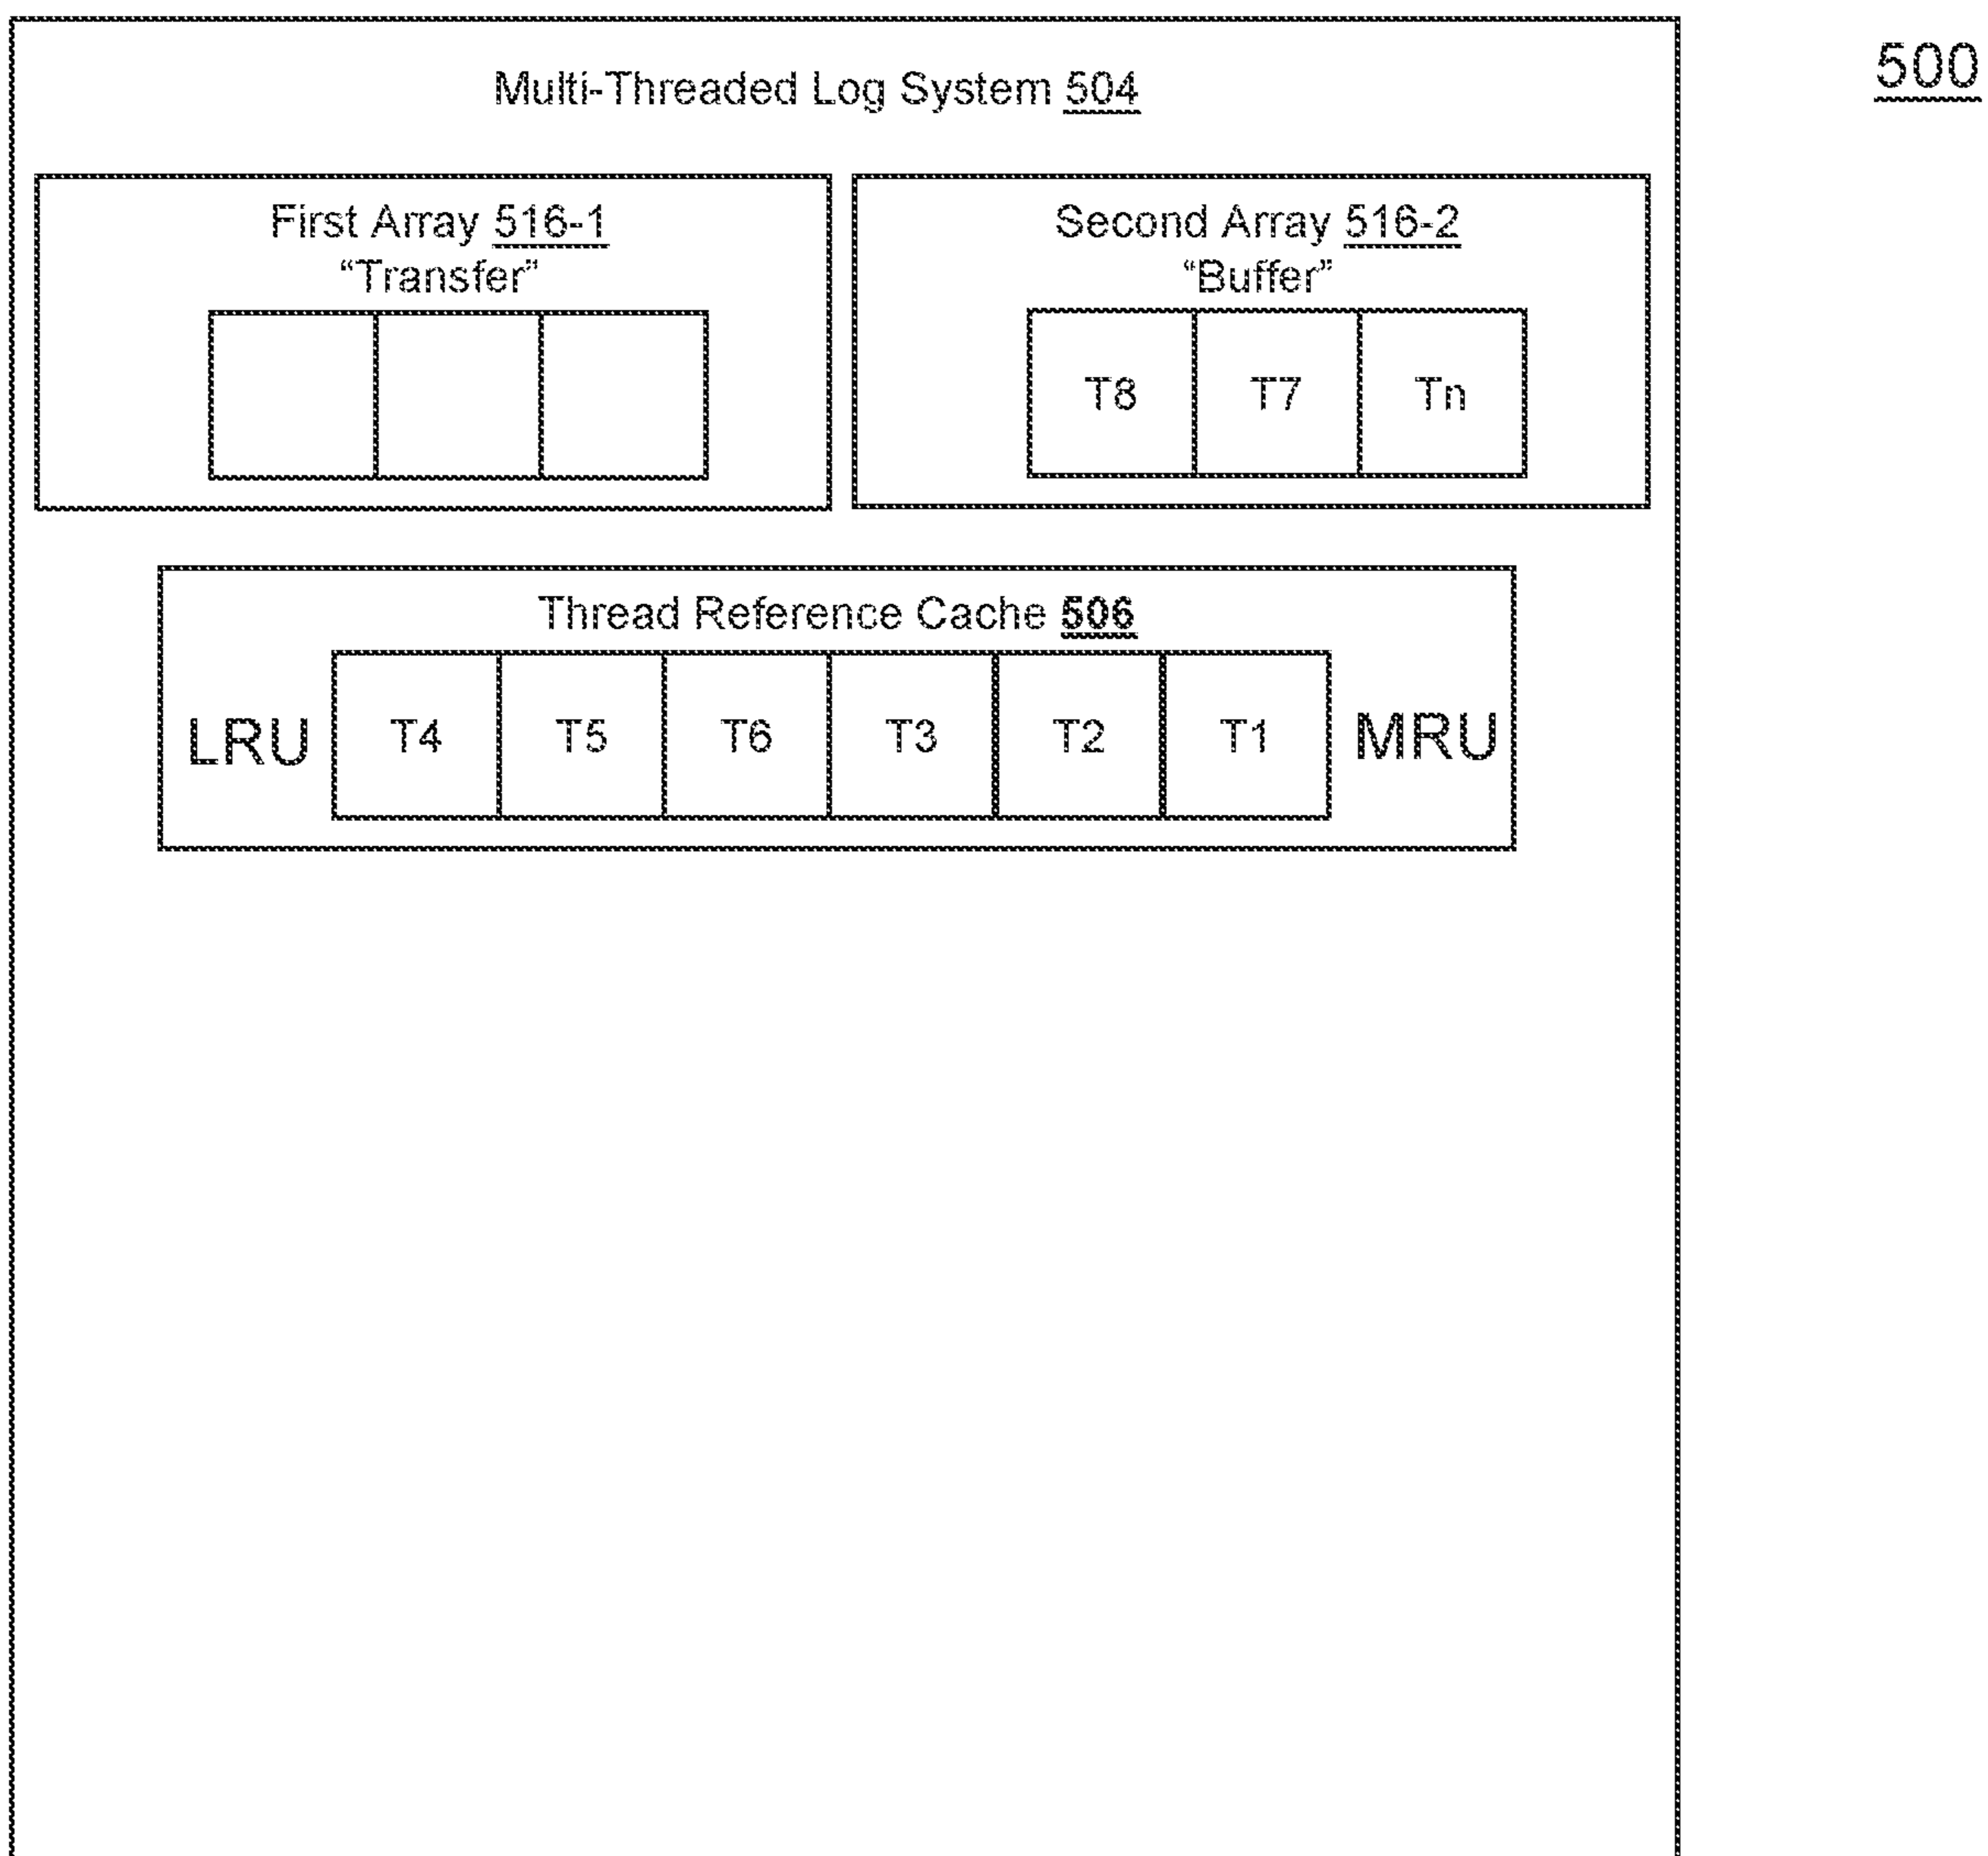 500
Multi-Threaded Log System 504
First Array 516-1
“Transfer”
Second Array 516-2
“Buffer”
T8 T7 Tn
Thread Reference Cache 506
LRU T4 T5 T6 T3 T2 T1 MRU